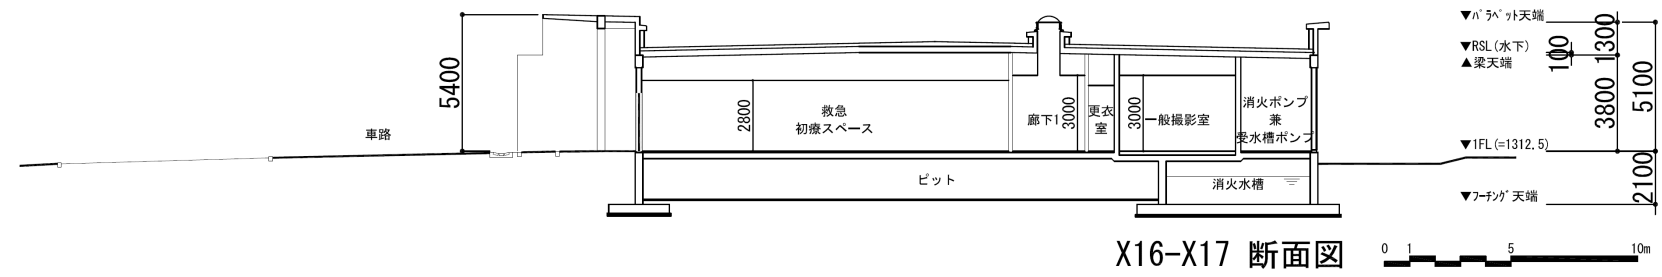 ▼ﾊﾟﾗﾍﾟｯﾄ天端
1300
▼RSL(水下)
100
▲梁天端
5400
5100
3800
2800
救急
初療スペース
廊下1
3000
更衣
室
3000
一般撮影室
消火ポンプ
兼
受水槽ポンプ
車路
▼1FL(=1312.5)
2100
ピット
消火水槽
▼ﾌｰﾁﾝｸﾞ天端
X16-X17 断面図
0 1 5 10m